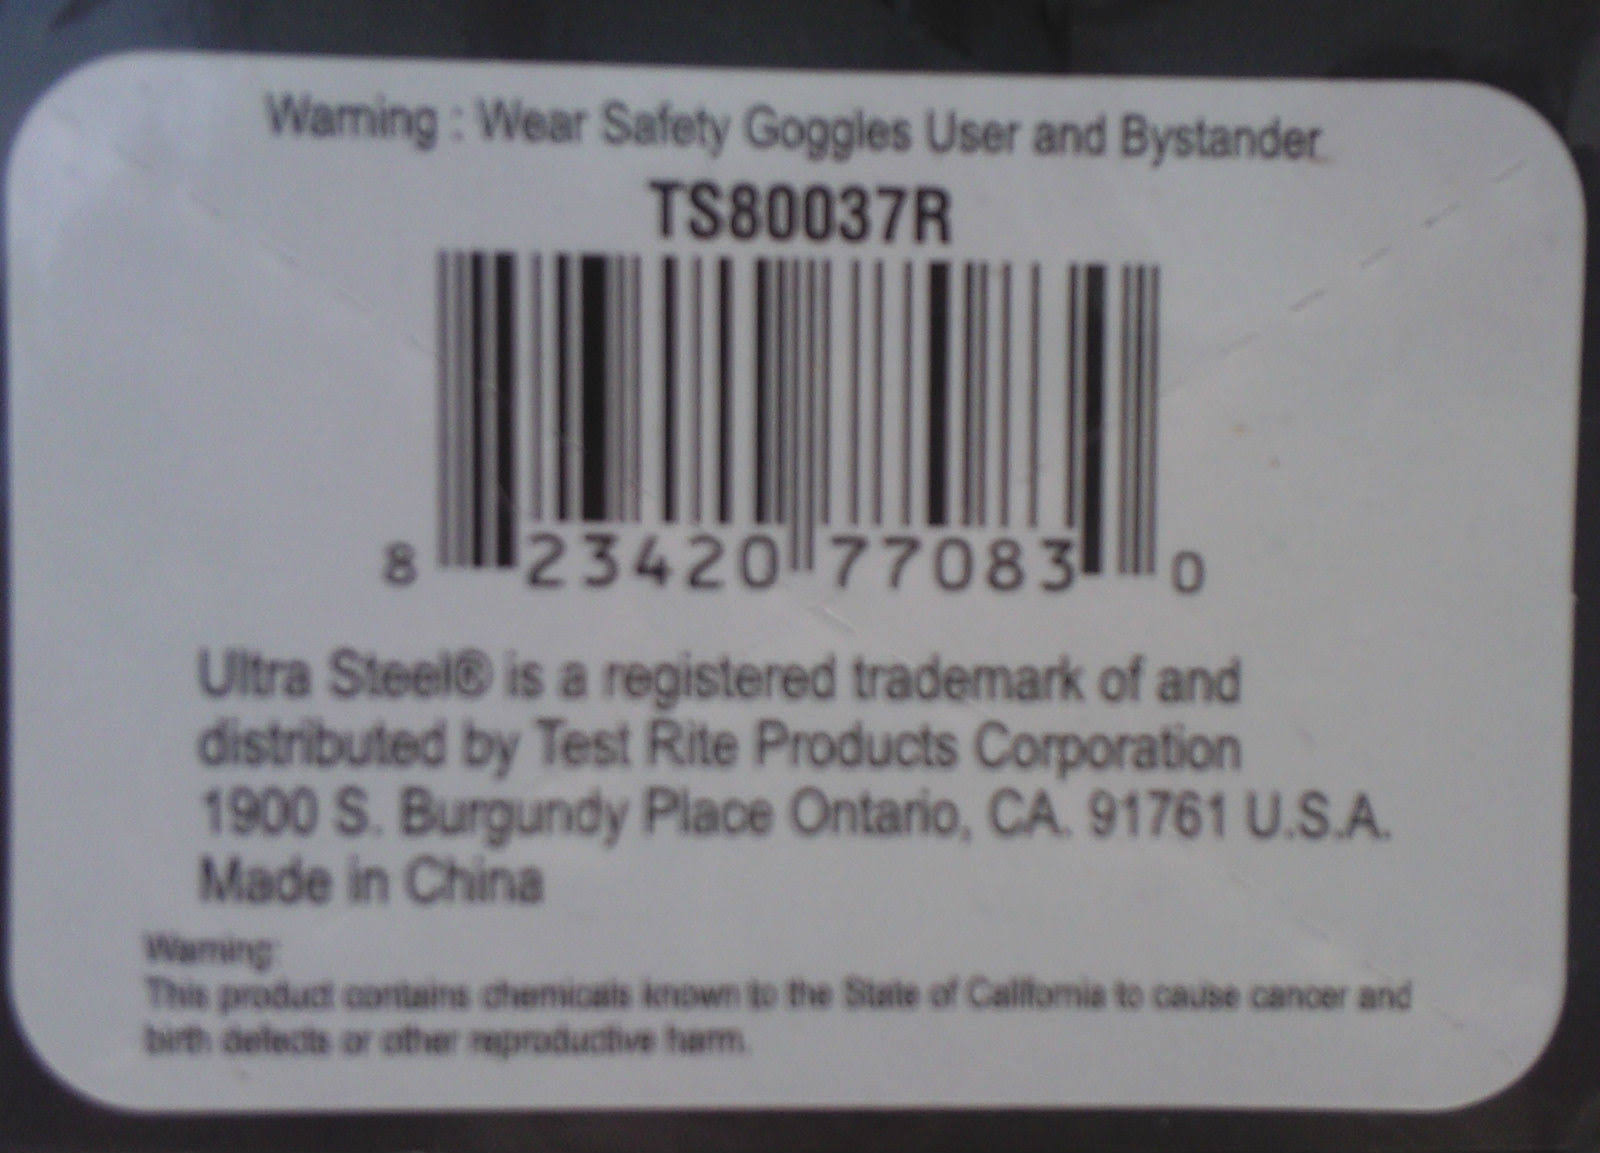 Warning : Wear Safety Goggles User and Bystander
TS80037R
8 23420 77083 0
Ultra Steel® is a registered trademark of and
distributed by Test Rite Products Corporation
1900 S. Burgundy Place Ontario, CA. 91761 U.S.A.
Made in China
Warning:
This product contains chemicals known to the State of California to cause cancer and
birth defects or other reproductive harm.